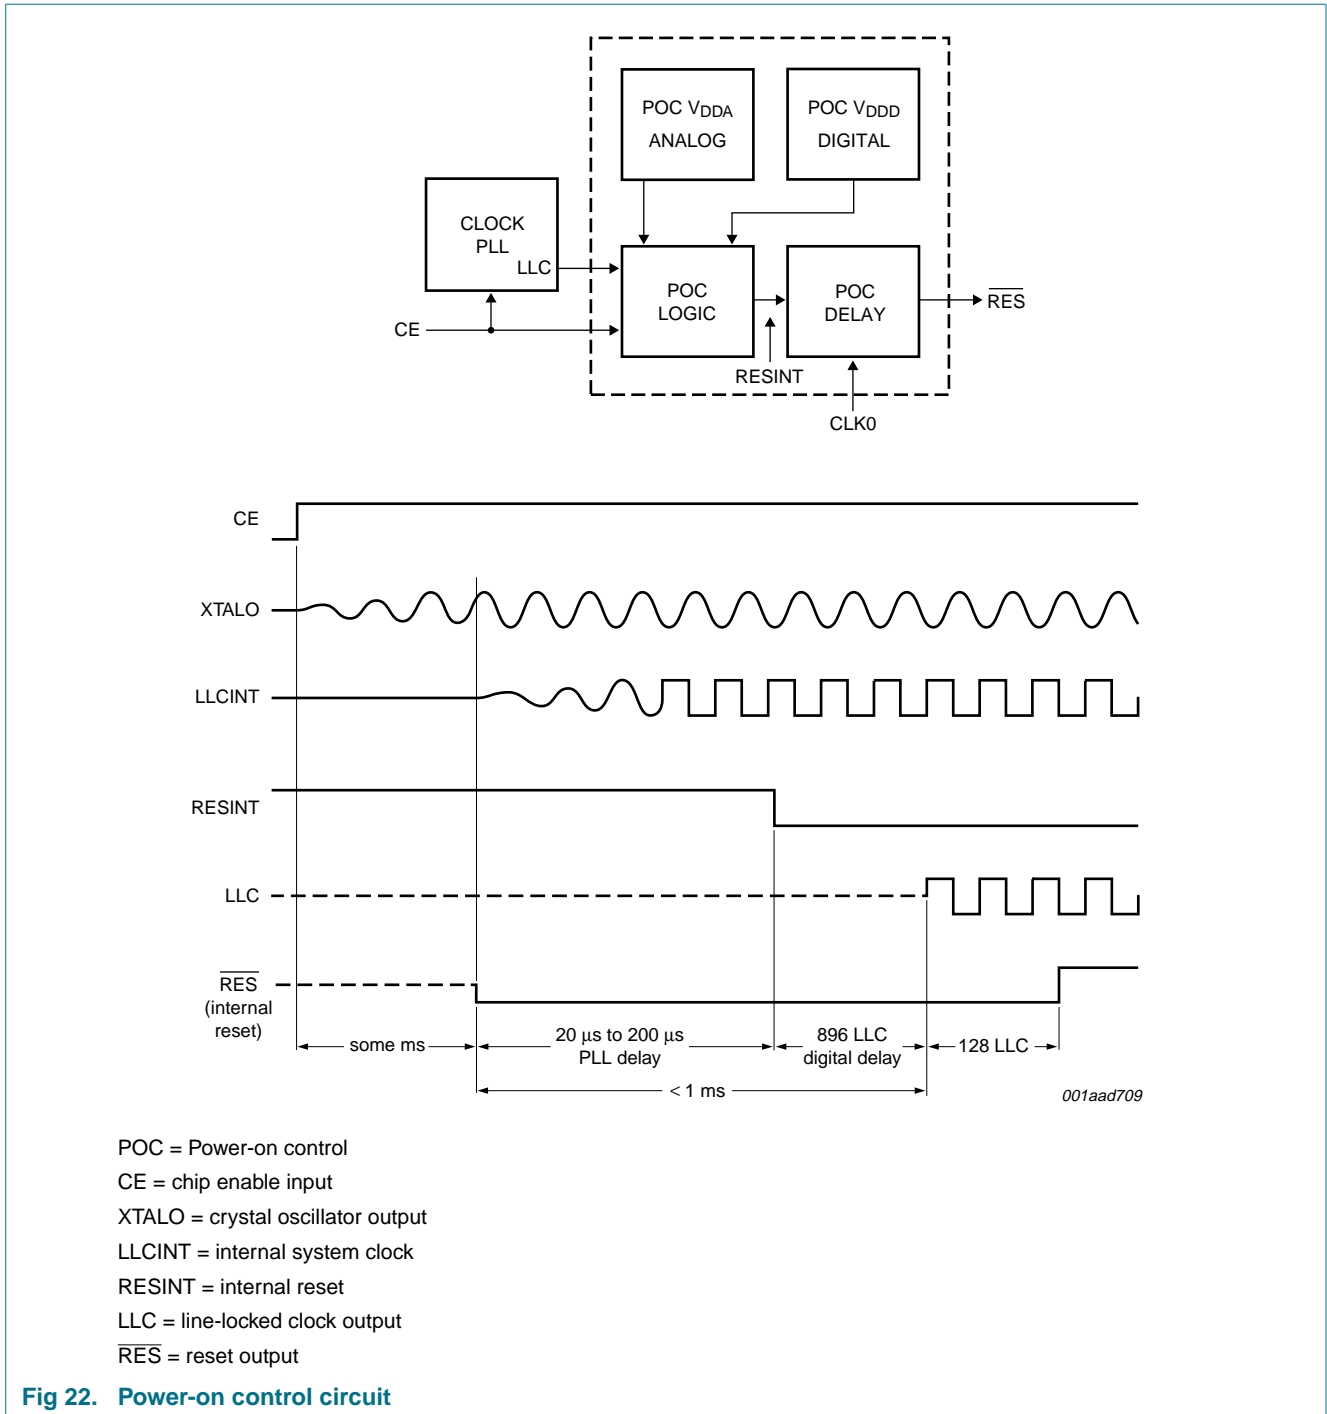 POC VDDA
ANALOG
POC VDDD
DIGITAL
CLOCK
PLL
LLC
CE
POC
LOGIC
POC
DELAY
RES
RESINT
CLK0
CE
XTALO
LLCINT
RESINT
LLC
RES
(internal
reset)
some ms
20 μs to 200 μs
PLL delay
896 LLC
digital delay
128 LLC
< 1 ms
001aad709
POC = Power-on control
CE = chip enable input
XTALO = crystal oscillator output
LLCINT = internal system clock
RESINT = internal reset
LLC = line-locked clock output
RES = reset output
Fig 22. Power-on control circuit